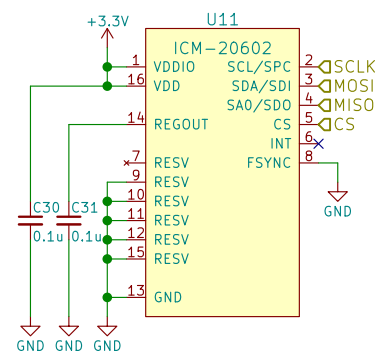 U11
+3.3V
ICM-20602
1 VDDIO SCL/SPC 2 SCLK
16 VDD SDA/SDI 3 MOSI
SA0/SDO 4 MISO
14 REGOUT CS 5 CS
INT 6
7 RESV FSYNC 8
9 RESV
10 RESV
11 RESV
12 RESV
15 RESV
13 GND
C30 C31
0.1u 0.1u
GND
GND GND GND